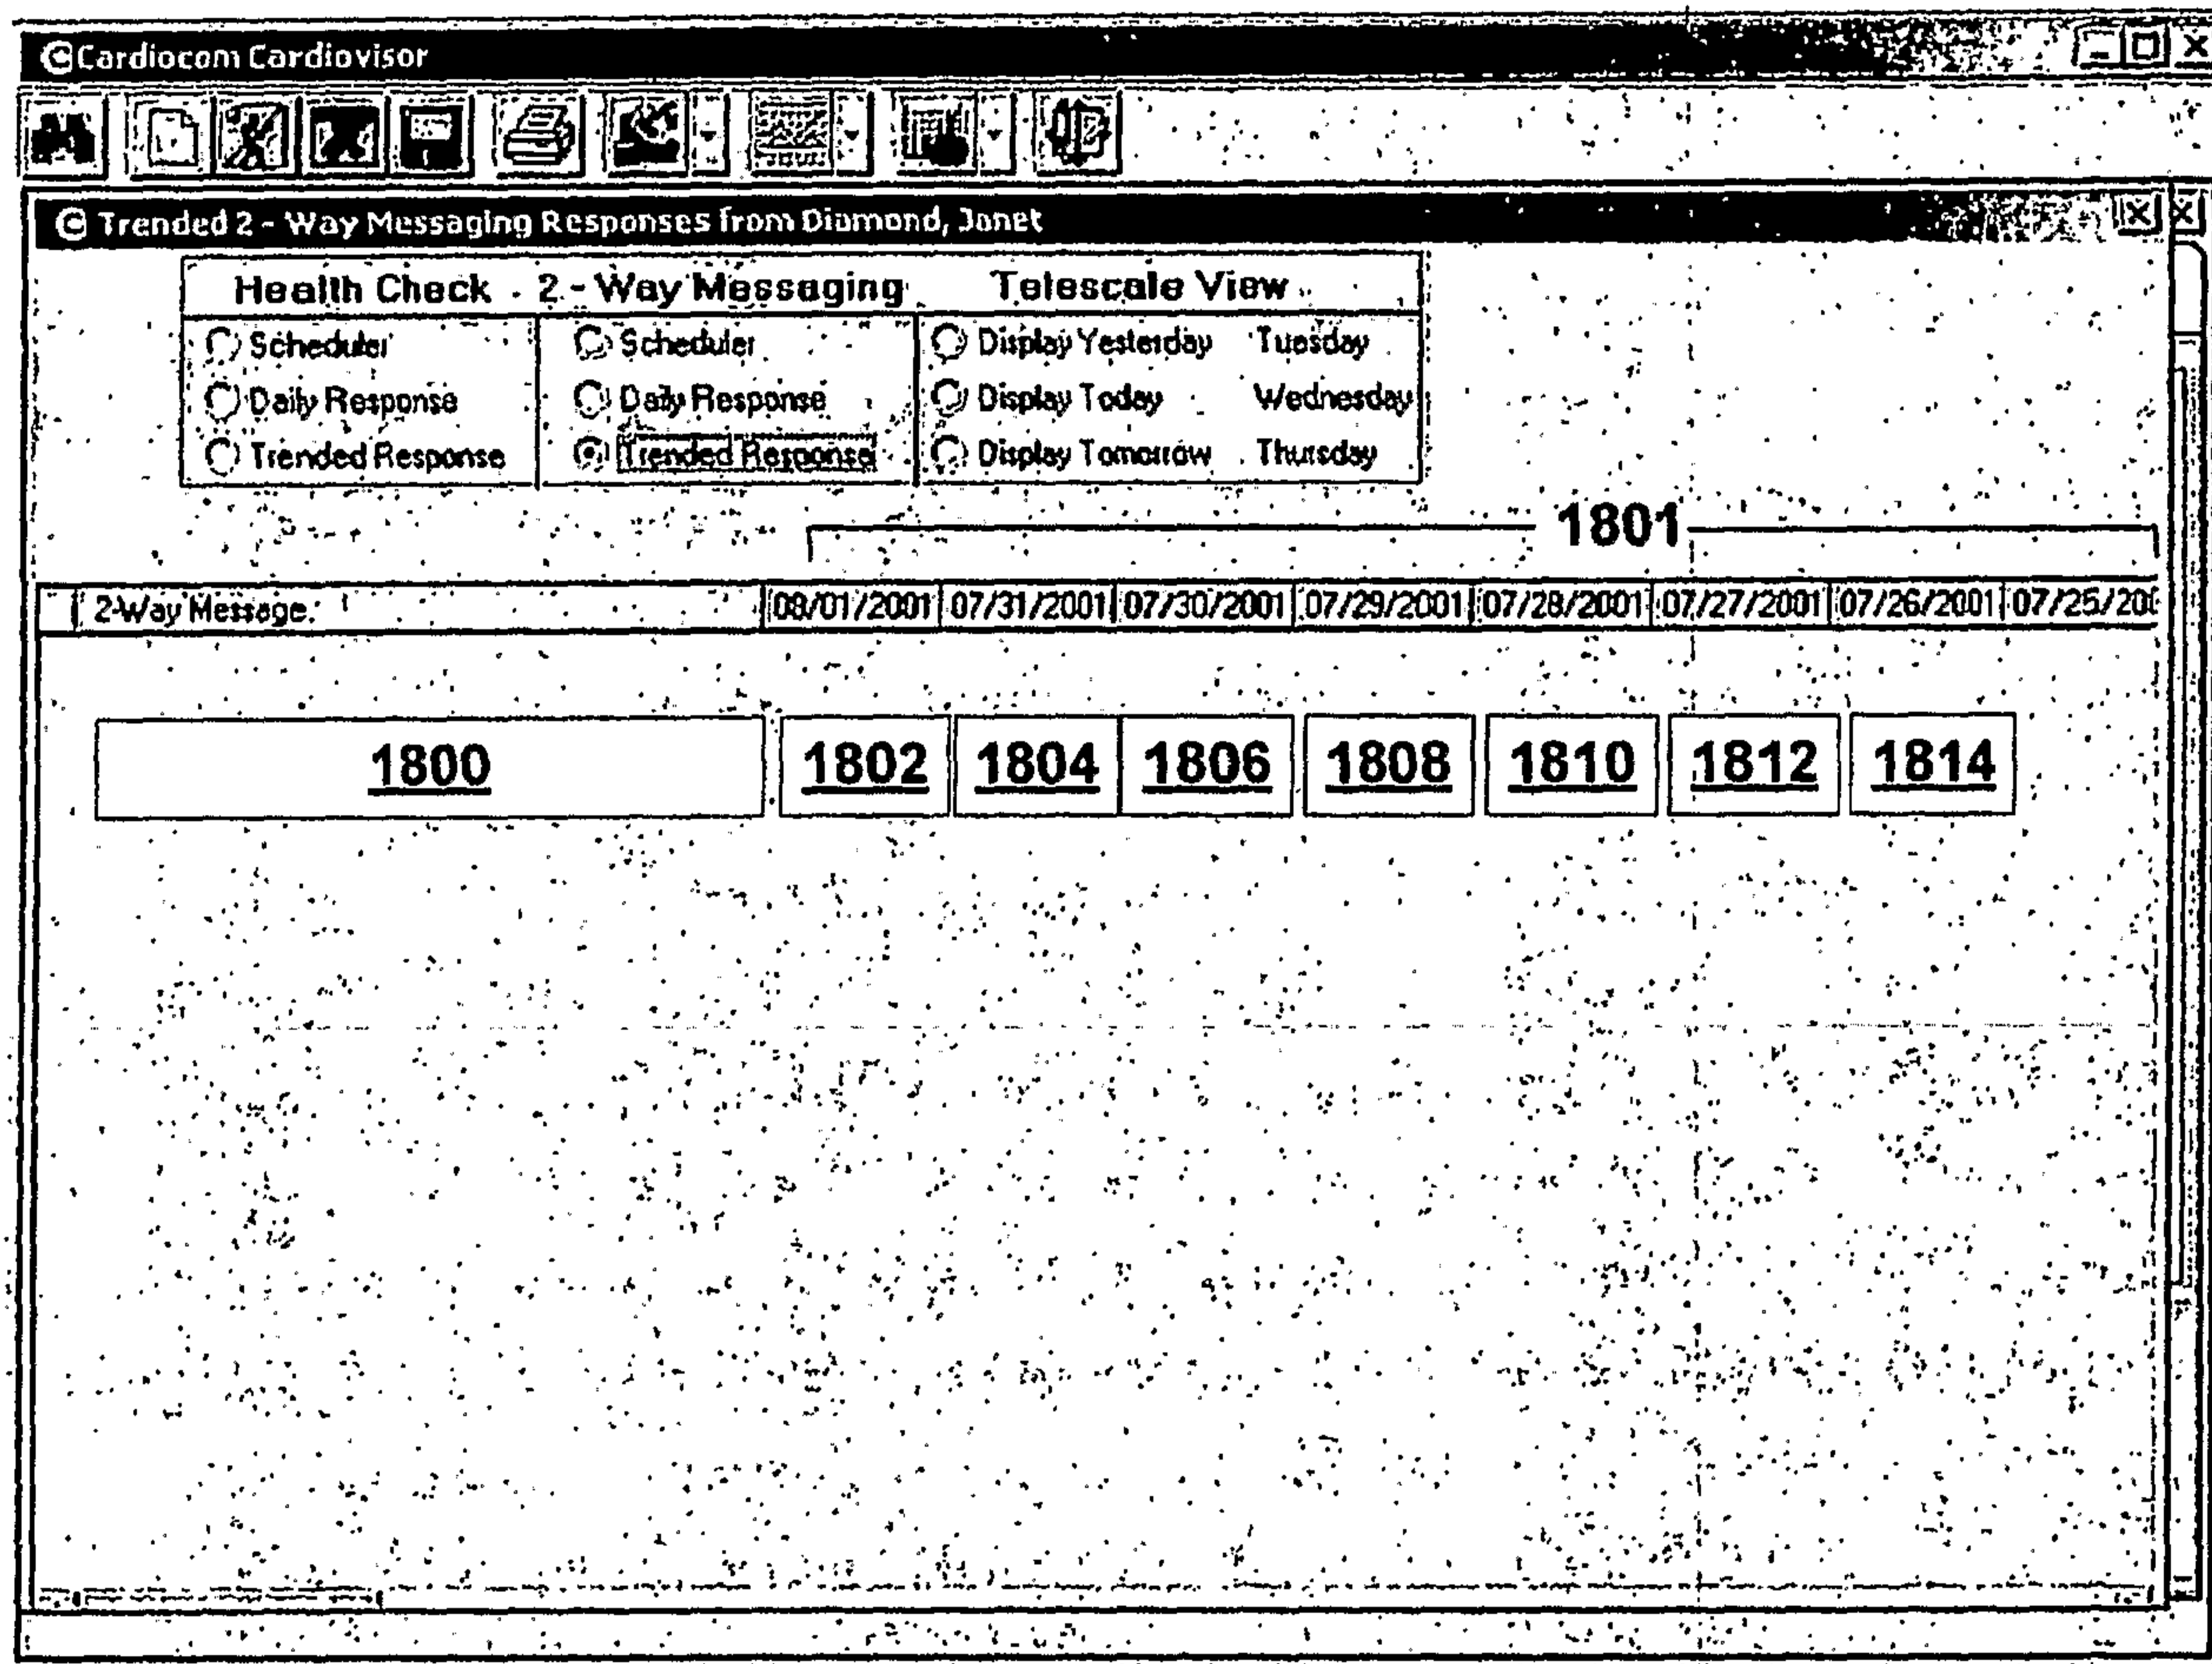 ©Cardiocom Cardiovisor
© Trended 2 - Way Messaging Responses from Diamond, Janet
Health Check 2 - Way Messaging Telescale View
Scheduler Scheduler Display Yesterday Tuesday
Daily Response Daily Response Display Today Wednesday
Trended Response Trended Response Display Tomorrow Thursday
1801
2-Way Message: 08/01/2001 07/31/2001 07/30/2001 07/29/2001 07/28/2001 07/27/2001 07/26/2001 07/25/200
1800 1802 1804 1806 1808 1810 1812 1814